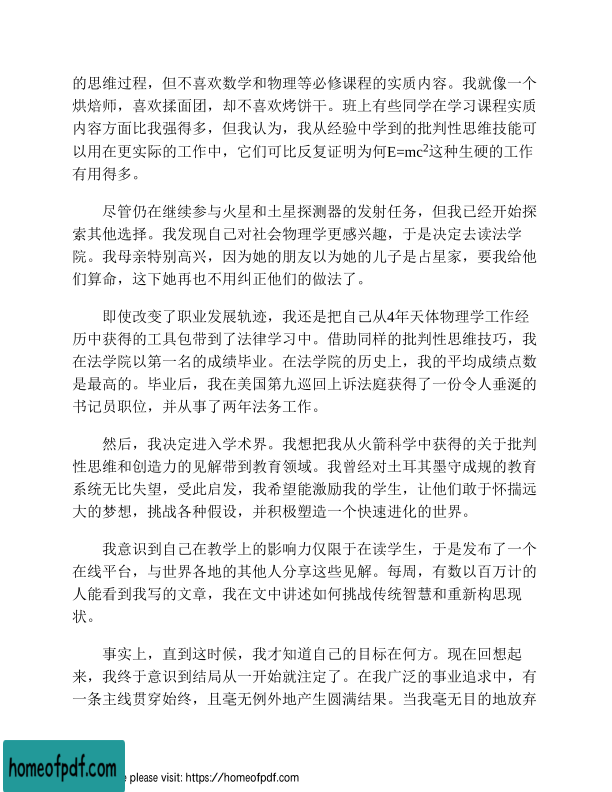 的思维过程，但不喜欢数学和物理等必修课程的实质内容。我就像一个
烘焙师，喜欢揉面团，却不喜欢烤饼干。班上有些同学在学习课程实质
内容方面比我强得多，但我认为，我从经验中学到的批判性思维技能可
以用在更实际的工作中，它们可比反复证明为何E=mc²这种生硬的工作
有用得多。
尽管仍在继续参与火星和土星探测器的发射任务，但我已经开始探
索其他选择。我发现自己对社会物理学更感兴趣，于是决定去读法学
院。我母亲特别高兴，因为她的朋友以为她的儿子是占星家，要我给他
们算命，这下她再也不用纠正他们的做法了。
即使改变了职业发展轨迹，我还是把自己从4年天体物理学工作经
历中获得的工具包带到了法律学习中。借助同样的批判性思维技巧，我
在法学院以第一名的成绩毕业。在法学院的历史上，我的平均成绩点数
是最高的。毕业后，我在美国第九巡回上诉法庭获得了一份令人垂涎的
书记员职位，并从事了两年法务工作。
然后，我决定进入学术界。我想把我从火箭科学中获得的关于批判
性思维和创造力的见解带到教育领域。我曾经对土耳其墨守成规的教育
系统无比失望，受此启发，我希望能激励我的学生，让他们敢于怀揣远
大的梦想，挑战各种假设，并积极塑造一个快速进化的世界。
我意识到自己在教学上的影响力仅限于在读学生，于是发布了一个
在线平台，与世界各地的其他人分享这些见解。每周，有数以百万计的
人能看到我写的文章，我在文中讲述如何挑战传统智慧和重新构思现
状。
事实上，直到这时候，我才知道自己的目标在何方。现在回想起
来，我终于意识到结局从一开始就注定了。在我广泛的事业追求中，有
一条主线贯穿始终，且毫无例外地产生圆满结果。当我毫无目的地放弃
homeofpdf.com
please visit: https://homeofpdf.com